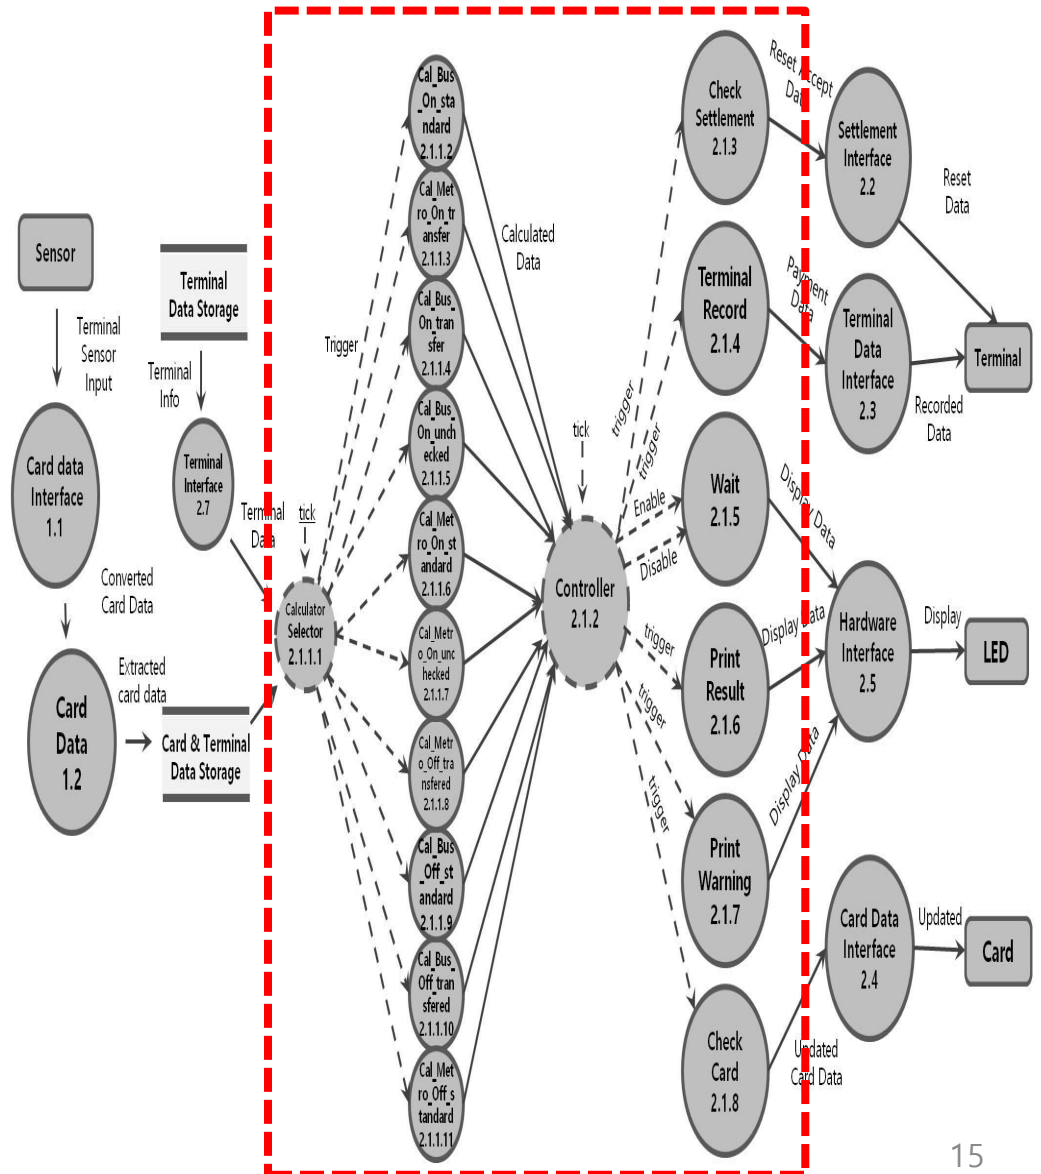 Sensor
Terminal
Sensor
Input
Card data
Interface
1.1
Converted
Card Data
Card
Data
1.2
Extracted
card data
Terminal
Data Storage
Terminal
Info
Terminal
Interface
2.7
Terminal
Data
Card & Terminal
Data Storage
tick
Calculator
Selector
2.1.1.1
Trigger
Cal_Bus
_On_sta
ndard
2.1.1.2
Cal_Met
ro_On_tr
ansfer
2.1.1.3
Cal_Bus_
On_tran
sfer
2.1.1.4
Cal_Bus_
On_unch
ecked
2.1.1.5
Cal_Met
ro_On_st
andard
2.1.1.6
Cal_Metr
o_On_unc
hecked
2.1.1.7
Cal_Metr
o_Off_tra
nsfered
2.1.1.8
Cal_Bus
_Off_st
andard
2.1.1.9
Cal_Bus_
Off_tran
sfered
2.1.1.10
Cal_Met
ro_Off_s
tandard
2.1.1.11
Calculated
Data
tick
Controller
2.1.2
trigger
trigger
Enable
Disable
trigger
trigger
trigger
Check
Settlement
2.1.3
Terminal
Record
2.1.4
Wait
2.1.5
Print
Result
2.1.6
Print
Warning
2.1.7
Check
Card
2.1.8
Reset Accept
Data
Payment
Data
Display Data
Display Data
Display Data
Updated
Card Data
Settlement
Interface
2.2
Terminal
Data
Interface
2.3
Hardware
Interface
2.5
Card Data
Interface
2.4
Reset
Data
Recorded
Data
Display
Updated
Terminal
LED
Card
15